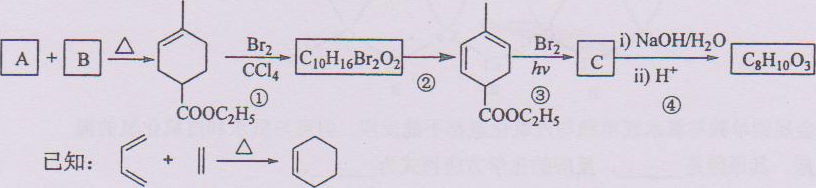 A + B △ COOC₂H₅ Br₂ CCl₄ ① C₁₀H₁₆Br₂O₂ ② COOC₂H₅ Br₂ hν ③ C i) NaOH/H₂O ii) H⁺ ④ C₈H₁₀O₃
已知： + △